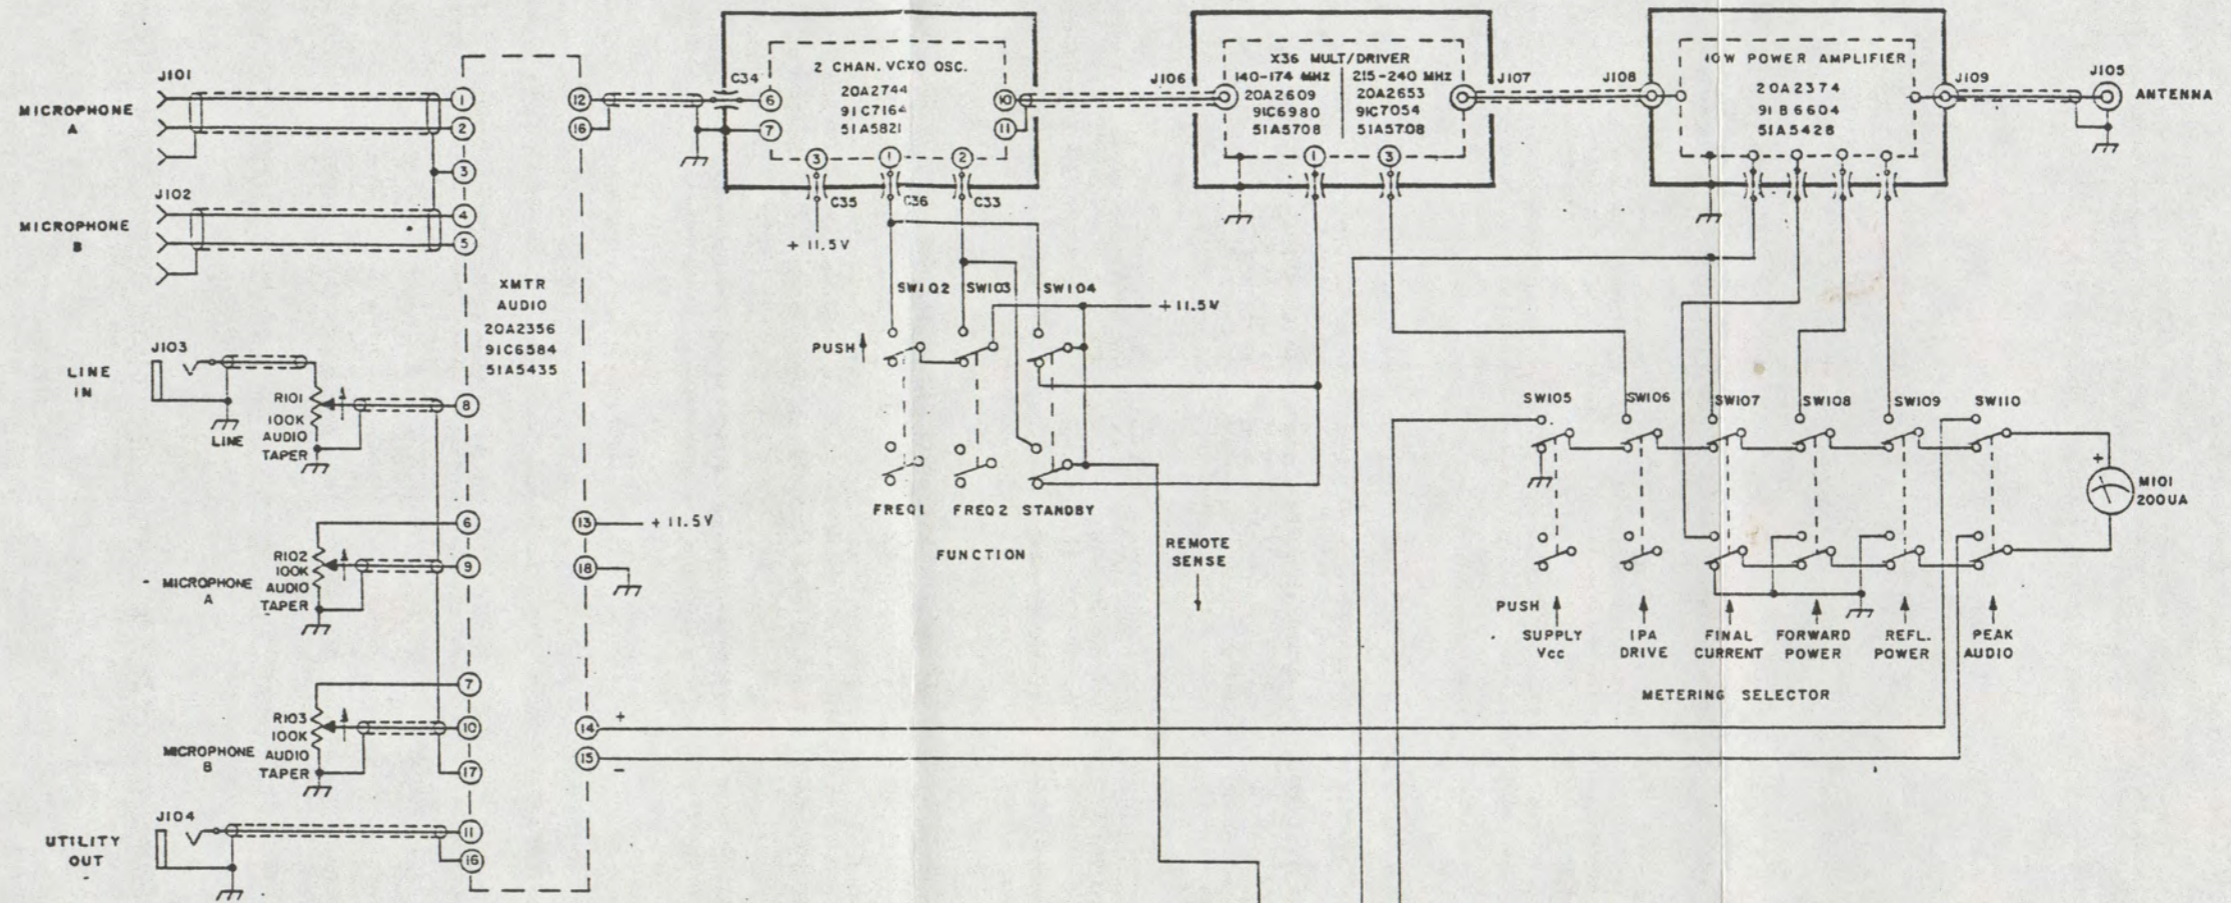 J101
MICROPHONE
A
1
2
3
J102
MICROPHONE
B
4
5
XMTR
AUDIO
20A2356
91C6584
51A5435
J103
LINE
IN
R101
100K
AUDIO
TAPER
LINE
8
6
R102
100K
AUDIO
TAPER
MICROPHONE
A
9
7
R103
100K
AUDIO
TAPER
MICROPHONE
B
10
17
J104
UTILITY
OUT
11
16
12
16
13
+ 11.5V
18
14
+
15
-
C34
2 CHAN. VCXO OSC.
20A2744
91C7164
51A5821
6
7
10
11
3
1
2
C35
C36
C33
+ 11.5V
SW102
SW103
SW104
+ 11.5V
PUSH
FREQ1
FREQ2
STANDBY
FUNCTION
REMOTE
SENSE
J106
X36 MULT/DRIVER
140-174 MHZ
20A2609
91C6980
51A5708
215-240 MHZ
20A2653
91C7054
51A5708
1
3
J107
J108
10W POWER AMPLIFIER
20A2374
91B6604
51A5428
J109
J105
ANTENNA
SW105
SW106
SW107
SW108
SW109
SW110
+
M101
200UA
PUSH
SUPPLY
Vcc
IPA
DRIVE
FINAL
CURRENT
FORWARD
POWER
REFL.
POWER
PEAK
AUDIO
METERING SELECTOR